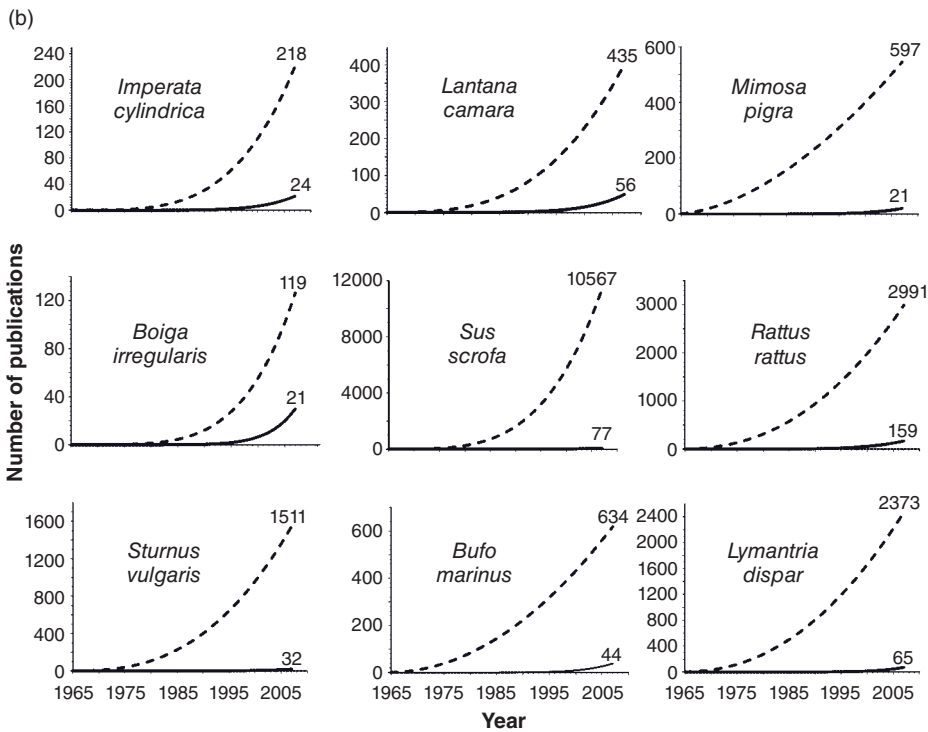 (b)
Number of publications
240
200
160
120
80
40
0
Imperata
cylindrica
218
24
400
300
200
100
0
Lantana
camara
435
56
600
400
200
0
Mimosa
pigra
597
21
120
80
40
0
Boiga
irregularis
119
21
12000
8000
4000
0
Sus
scrofa
10567
77
3000
2000
1000
0
Rattus
rattus
2991
159
1600
1200
800
400
0
Sturnus
vulgaris
1511
32
1965 1975 1985 1995 2005
600
400
200
0
Bufo
marinus
634
44
1965 1975 1985 1995 2005
2400
2000
1600
1200
800
400
0
Lymantria
dispar
2373
65
1965 1975 1985 1995 2005
Year